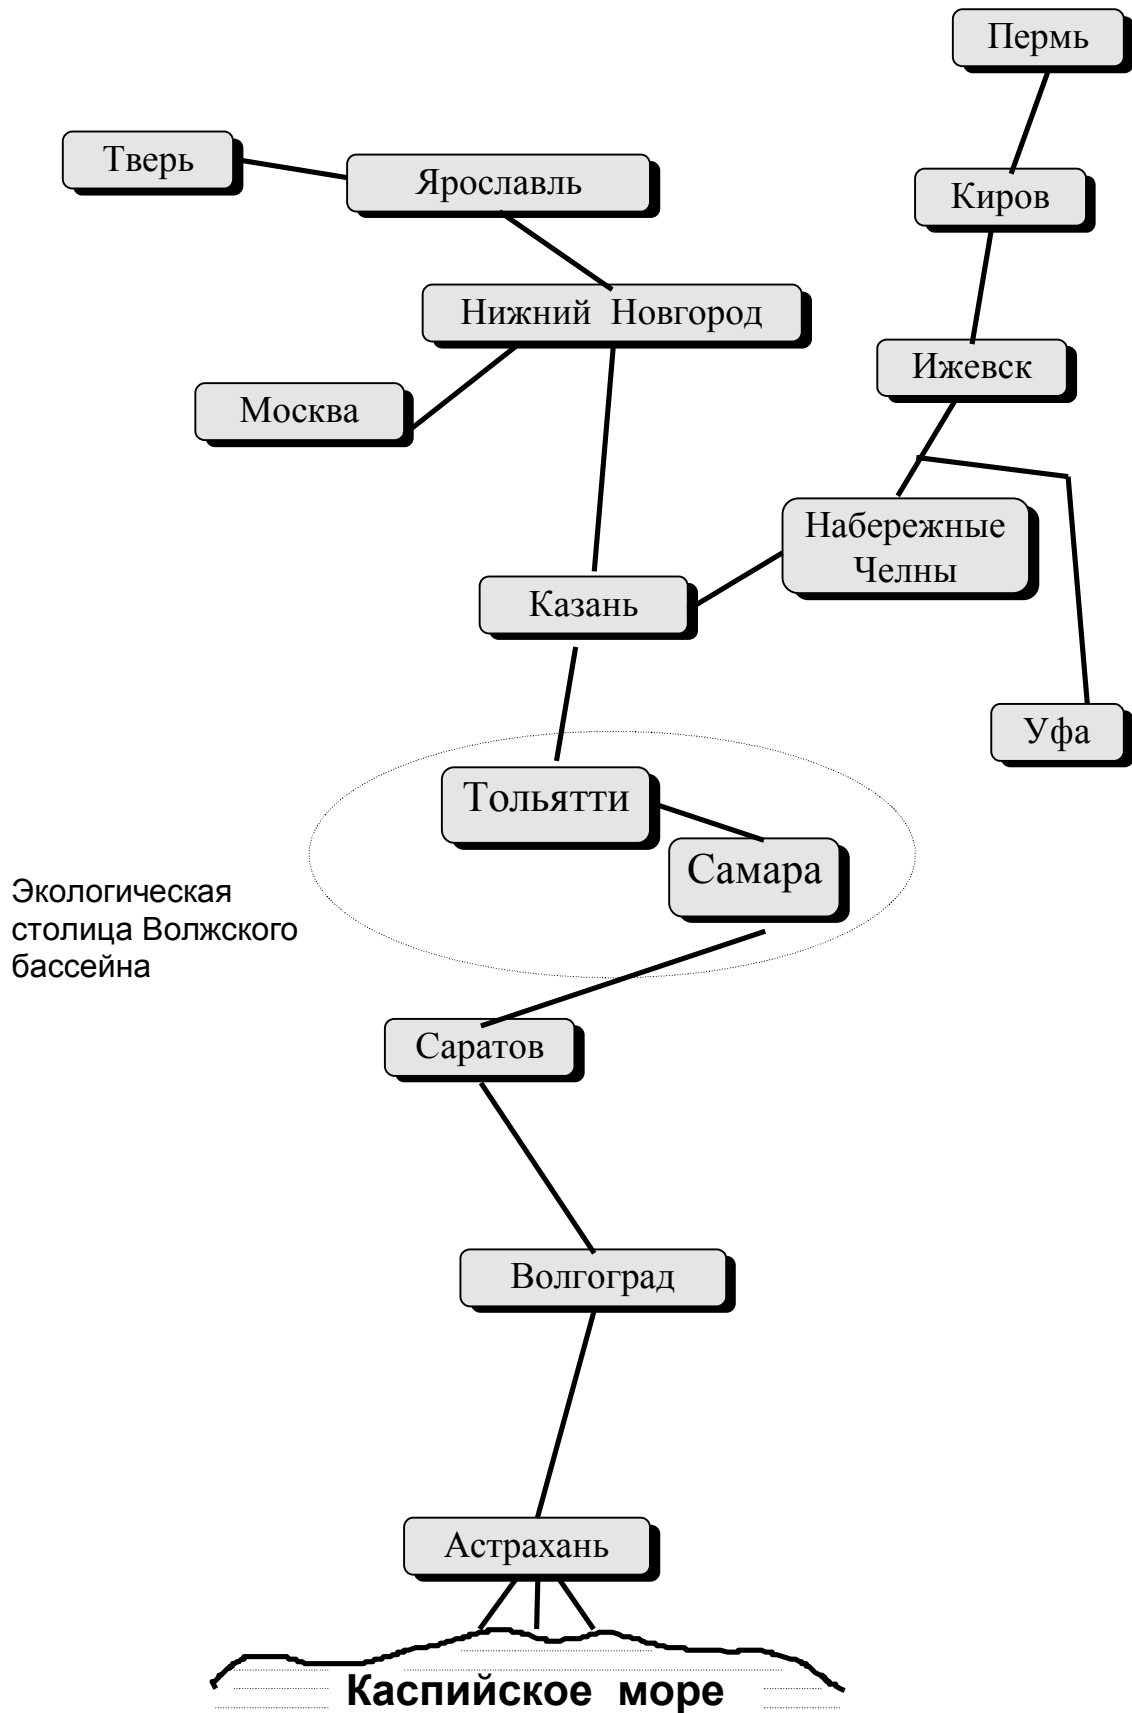 Пермь
Тверь
Ярославль
Киров
Нижний Новгород
Ижевск
Москва
Набережные
Челны
Казань
Уфа
Тольятти
Самара
Экологическая
столица Волжского
бассейна
Саратов
Волгоград
Астрахань
Каспийское море